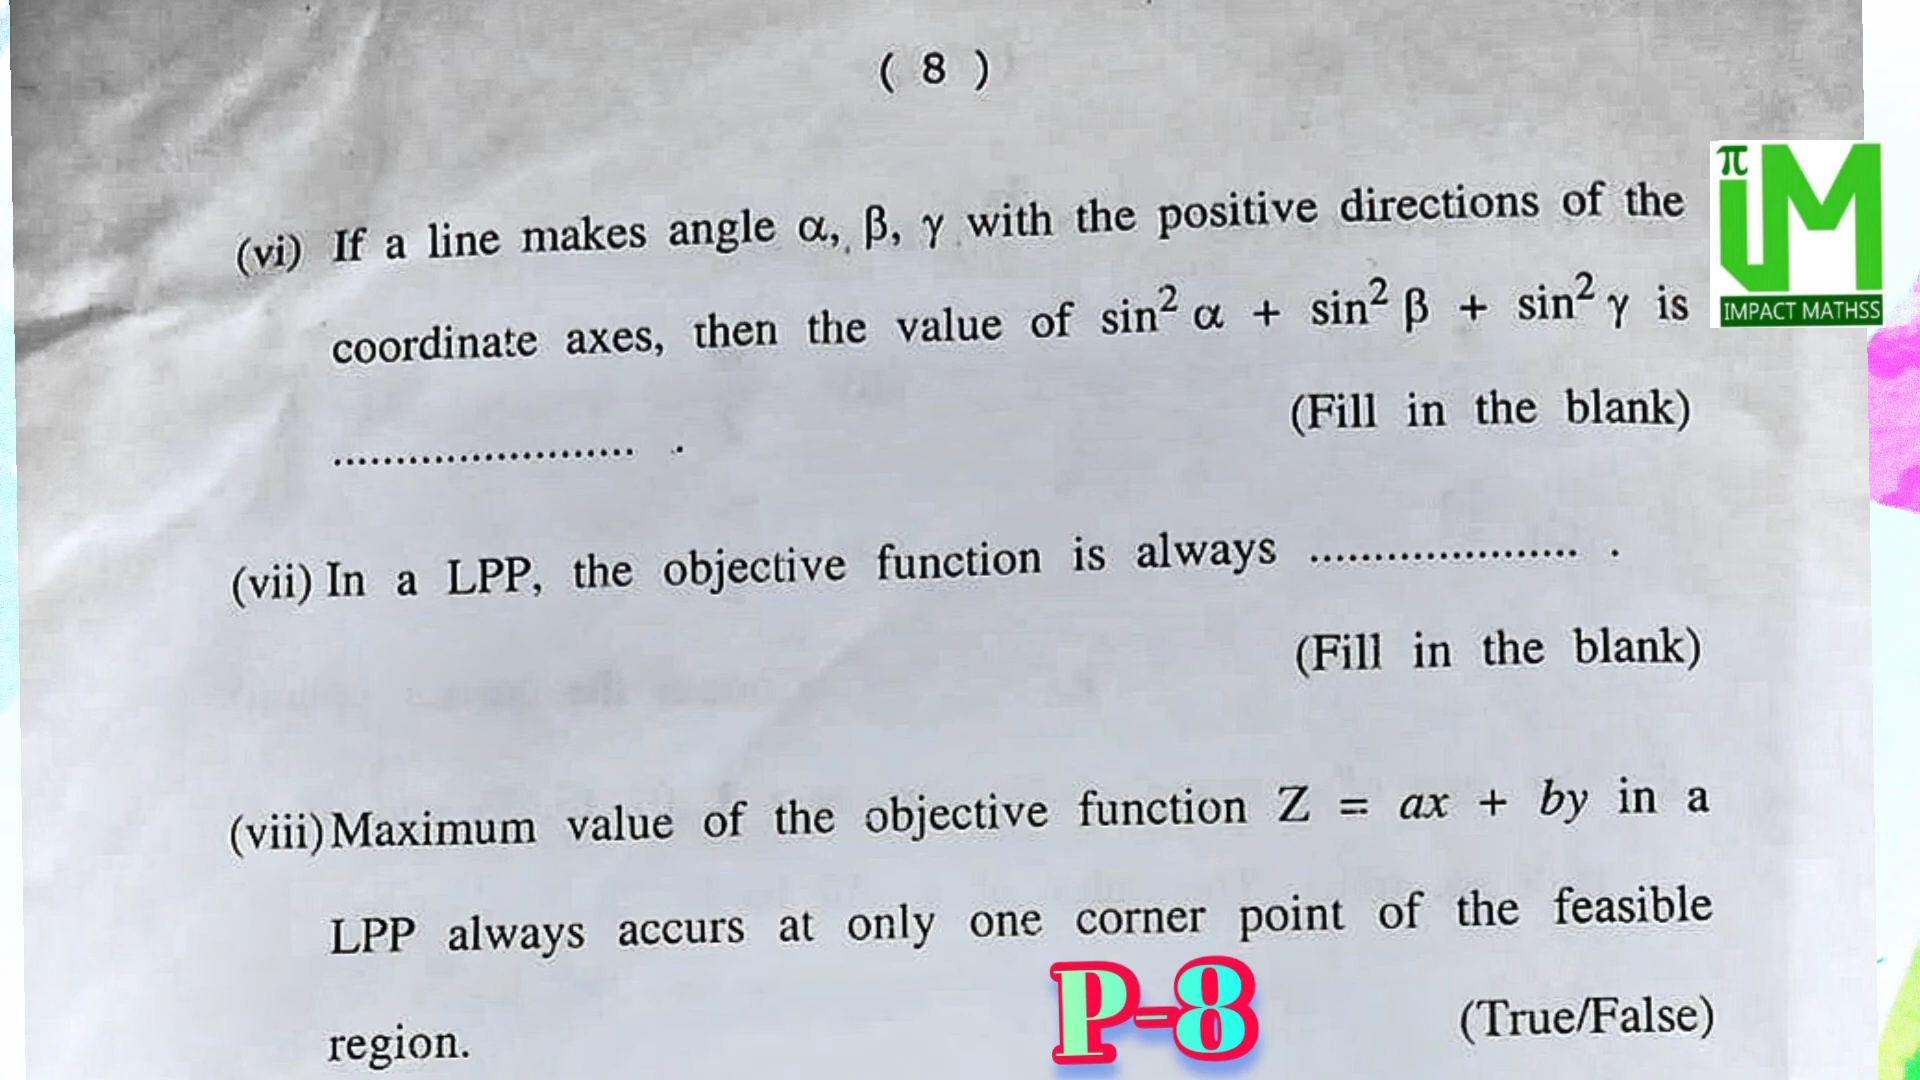 ( 8 )
(vi) If a line makes angle α, β, γ with the positive directions of the
coordinate axes, then the value of sin² α + sin² β + sin² γ is
........................ .
(Fill in the blank)
(vii) In a LPP, the objective function is always ..................... .
(Fill in the blank)
(viii) Maximum value of the objective function Z = ax + by in a
LPP always accurs at only one corner point of the feasible
region.
(True/False)
π
iM
IMPACT MATHSS
P-8